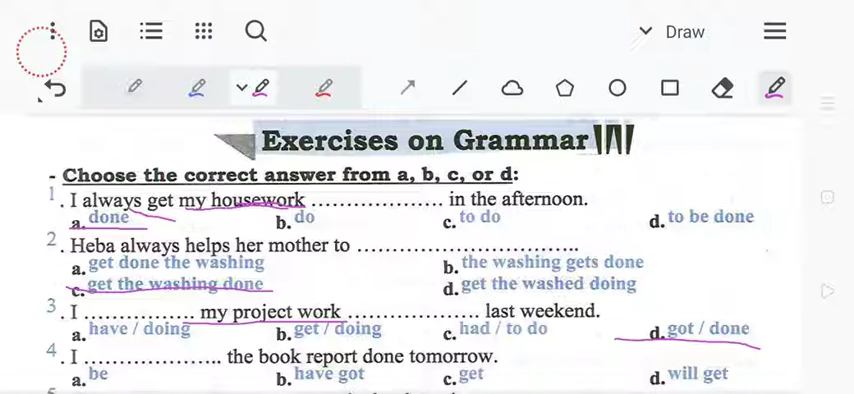 Draw
Exercises on Grammar
- Choose the correct answer from a, b, c, or d:
1. I always get my housework .................... in the afternoon.
a. done b. do c. to do d. to be done
2. Heba always helps her mother to ..................................
a. get done the washing b. the washing gets done
c. get the washing done d. get the washed doing
3. I ................. my project work ..................... last weekend.
a. have / doing b. get / doing c. had / to do d. got / done
4. I ..................... the book report done tomorrow.
a. be b. have got c. get d. will get